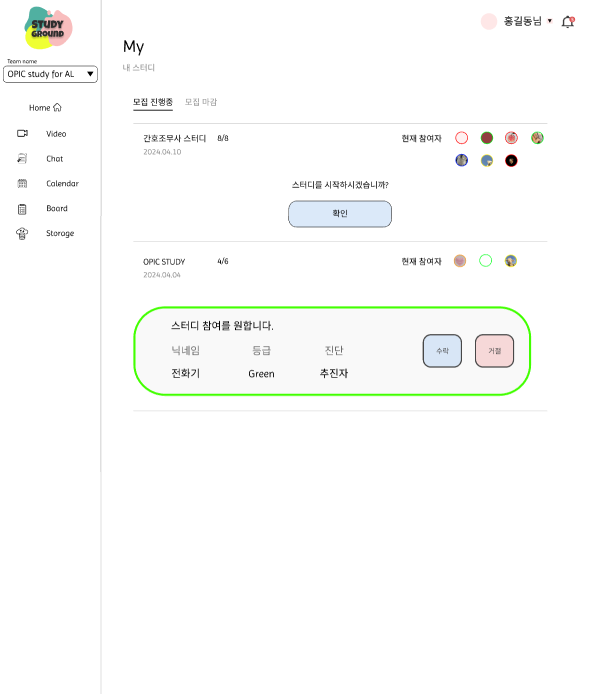 STUDY
GROUND
Team name
OPIC study for AL ▼
Home
Video
Chat
Calendar
Board
Storage
홍길동님 ▼
My
내 스터디
모집 진행중 모집 마감
간호조무사 스터디 8/8 현재 참여자
2024.04.10
스터디를 시작하시겠습니까?
확인
OPIC STUDY 4/6 현재 참여자
2024.04.04
스터디 참여를 원합니다.
닉네임 등급 진단
전화기 Green 추진자
수락 거절